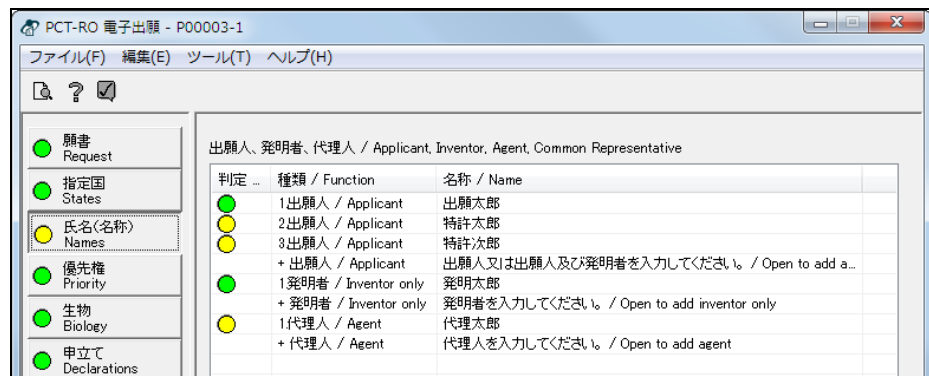 PCT-RO 電子出願 - P00003-1
ファイル(F) 編集(E) ツール(T) ヘルプ(H)
願書
Request
指定国
States
氏名(名称)
Names
優先権
Priority
生物
Biology
申立て
Declarations
出願人、発明者、代理人 / Applicant, Inventor, Agent, Common Representative
判定 ... 種類 / Function 名称 / Name
1出願人 / Applicant 出願太郎
2出願人 / Applicant 特許太郎
3出願人 / Applicant 特許次郎
+ 出願人 / Applicant 出願人又は出願人及び発明者を入力してください。 / Open to add a...
1発明者 / Inventor only 発明太郎
+ 発明者 / Inventor only 発明者を入力してください。 / Open to add inventor only
1代理人 / Agent 代理太郎
+ 代理人 / Agent 代理人を入力してください。 / Open to add agent